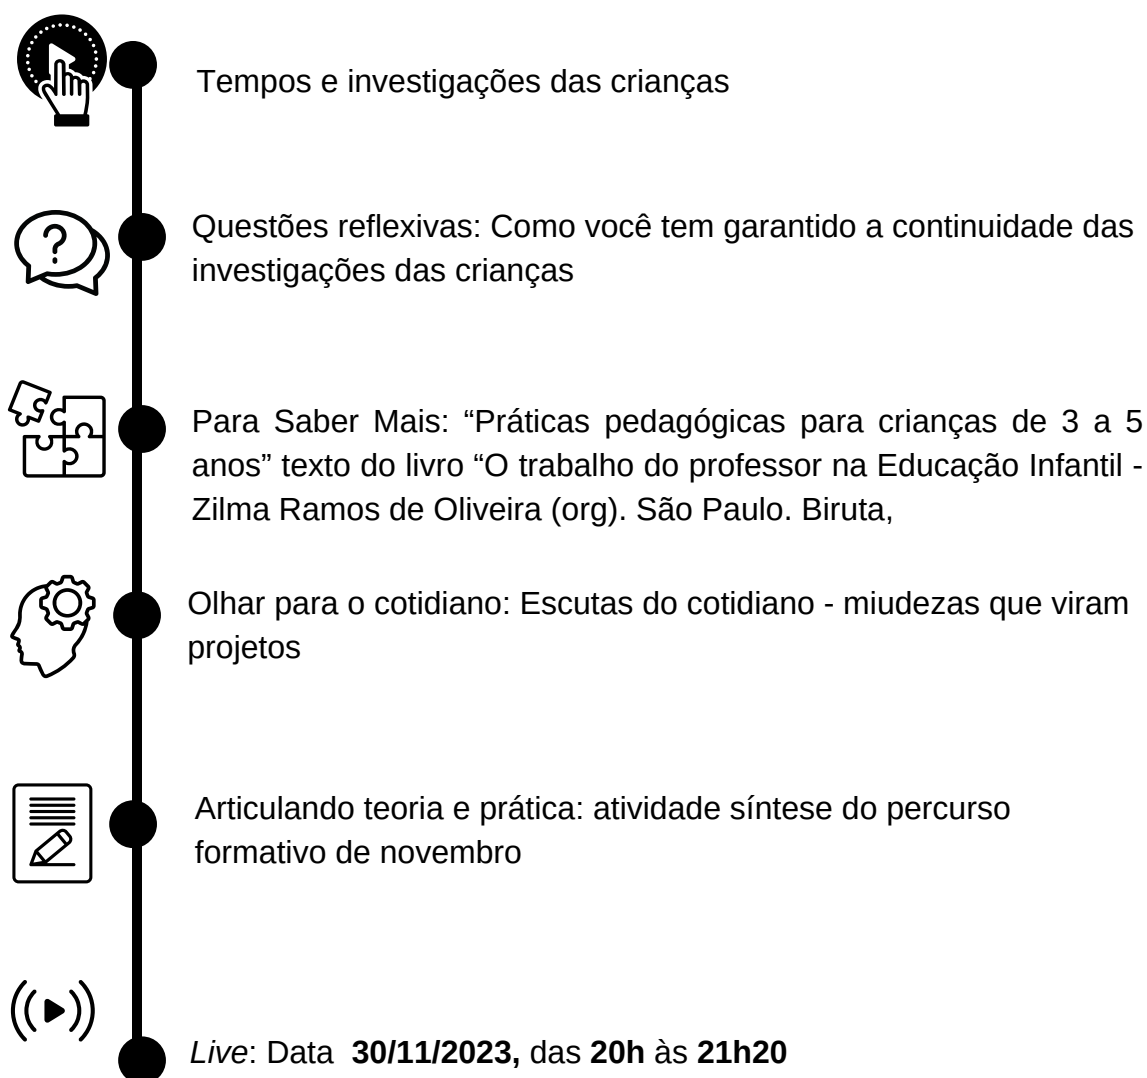 Tempos e investigações das crianças
Questões reflexivas: Como você tem garantido a continuidade das
investigações das crianças
Para Saber Mais: “Práticas pedagógicas para crianças de 3 a 5
anos” texto do livro “O trabalho do professor na Educação Infantil -
Zilma Ramos de Oliveira (org). São Paulo. Biruta,
Olhar para o cotidiano: Escutas do cotidiano - miudezas que viram
projetos
Articulando teoria e prática: atividade síntese do percurso
formativo de novembro
Live: Data 30/11/2023, das 20h às 21h20